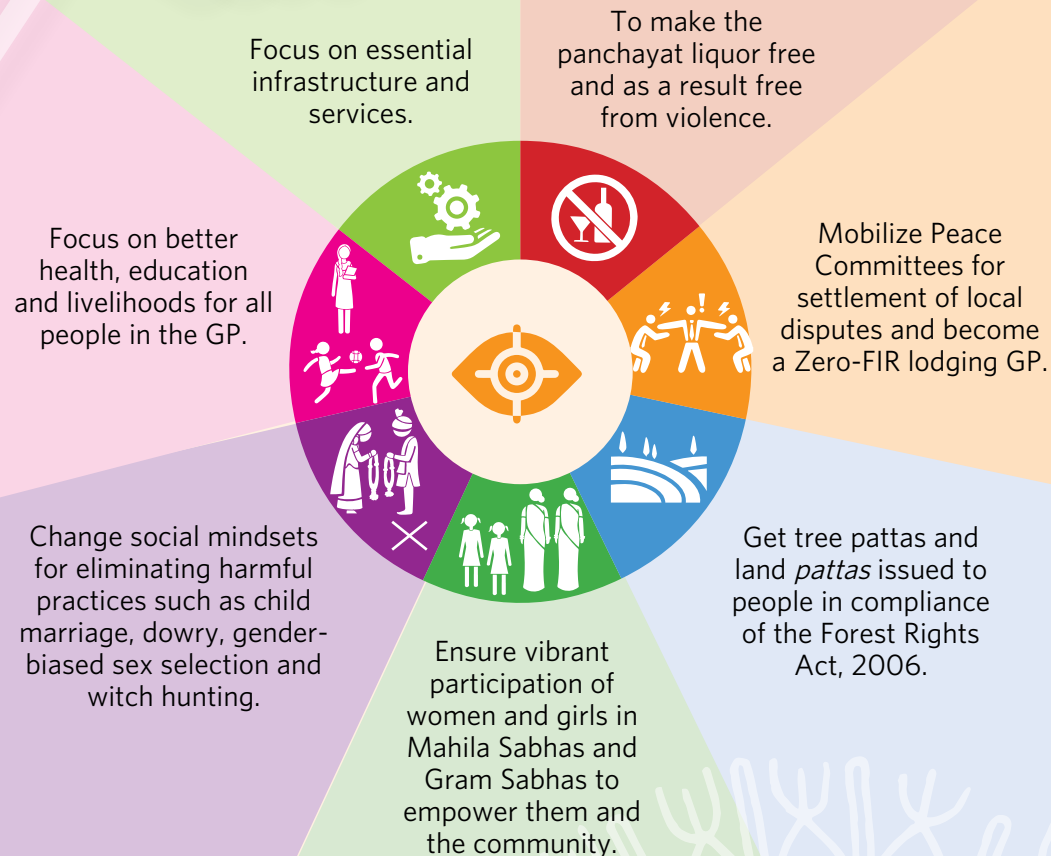 To make the
panchayat liquor free
and as a result free
from violence.
Mobilize Peace
Committees for
settlement of local
disputes and become
a Zero-FIR lodging GP.
Get tree pattas and
land pattas issued to
people in compliance
of the Forest Rights
Act, 2006.
Ensure vibrant
participation of
women and girls in
Mahila Sabhas and
Gram Sabhas to
empower them and
the community.
Change social mindsets
for eliminating harmful
practices such as child
marriage, dowry, gender-
biased sex selection and
witch hunting.
Focus on better
health, education
and livelihoods for all
people in the GP.
Focus on essential
infrastructure and
services.